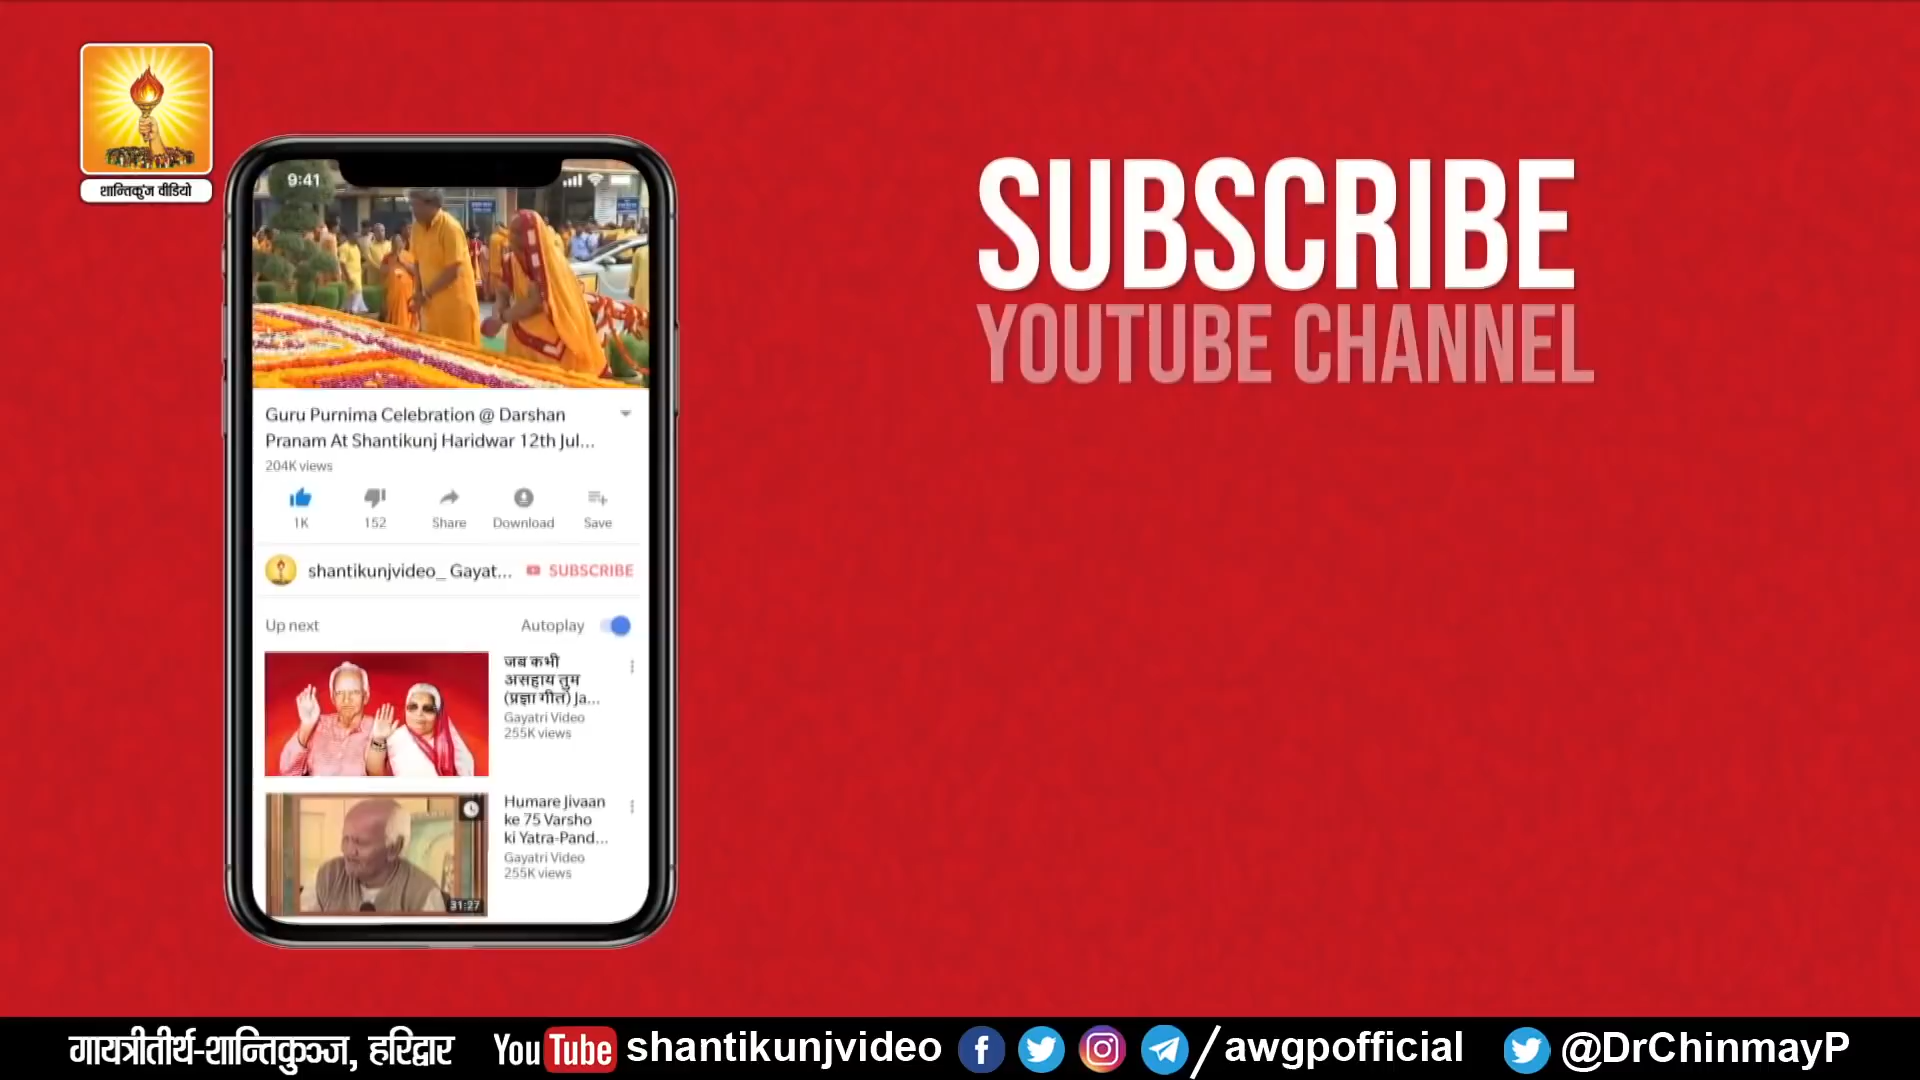 शान्तिकुंज वीडियो
9:41
SUBSCRIBE
YOUTUBE CHANNEL
Guru Purnima Celebration @ Darshan
Pranam At Shantikunj Haridwar 12th Jul...
204K views
1K
152
Share
Download
Save
shantikunjvideo_ Gayat...
SUBSCRIBE
Up next
Autoplay
जब कभी
असहाय तुम
(प्रज्ञा गीत) Ja...
Gayatri Video
255K views
Humare Jivaan
ke 75 Varsho
ki Yatra-Pand...
Gayatri Video
255K views
31:27
गायत्रीतीर्थ-शान्तिकुञ्ज, हरिद्वार
YouTube shantikunjvideo
/awgpofficial
@DrChinmayP